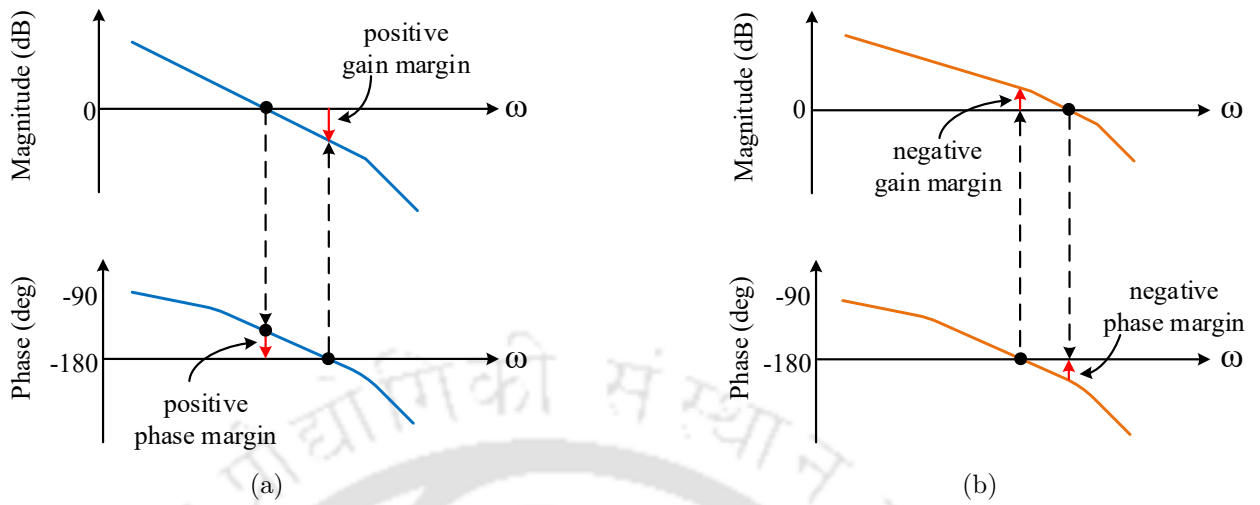 Magnitude (dB)
0
positive
gain margin
ω
Phase (deg)
-90
-180
positive
phase margin
ω
(a)
Magnitude (dB)
0
negative
gain margin
ω
Phase (deg)
-90
-180
negative
phase margin
ω
(b)